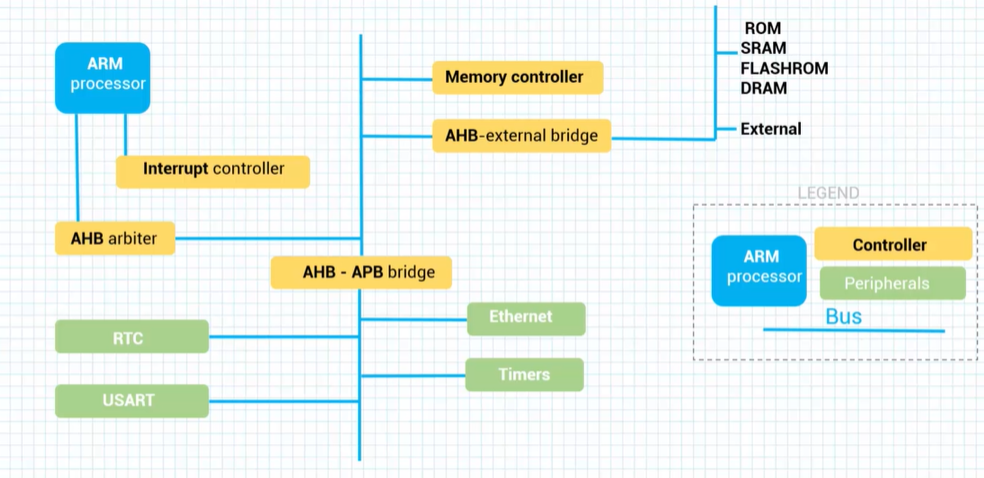 ARM
processor
Interrupt controller
AHB arbiter
Memory controller
AHB-external bridge
ROM
SRAM
FLASHROM
DRAM
External
AHB - APB bridge
RTC
USART
Ethernet
Timers
LEGEND
ARM
processor
Controller
Peripherals
Bus